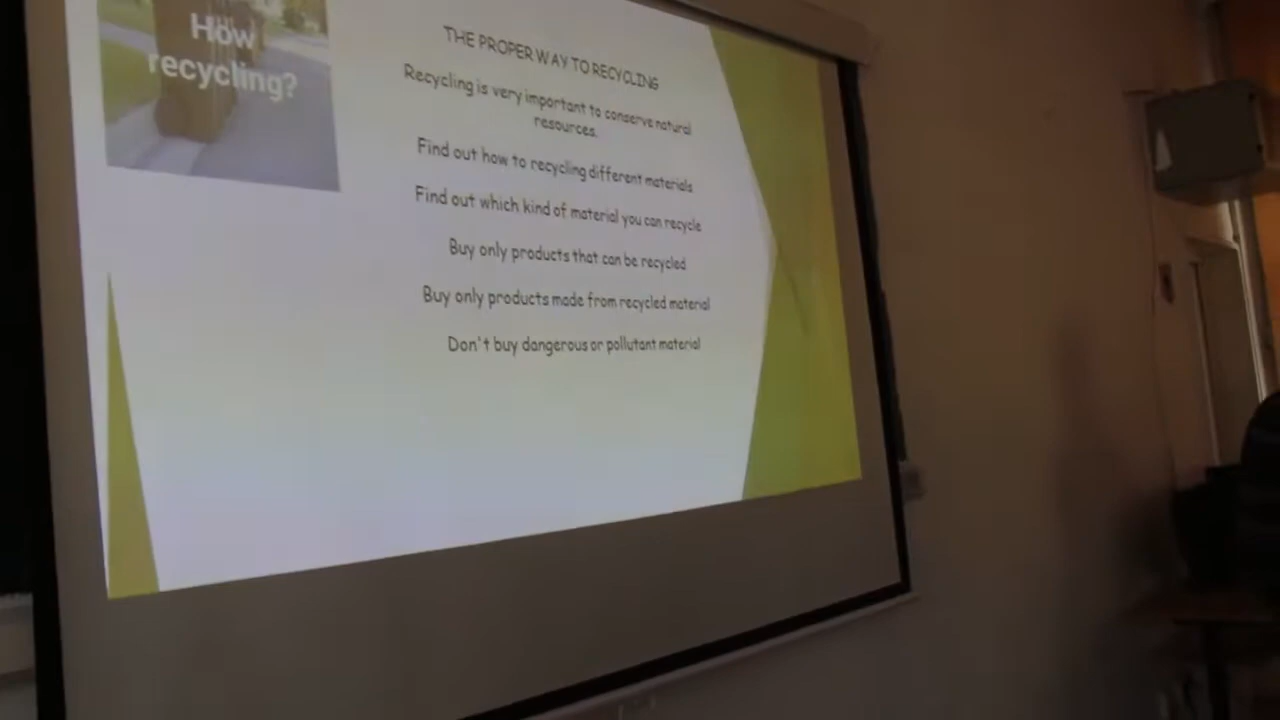 How
recycling?
THE PROPER WAY TO RECYCLING
Recycling is very important to conserve natural
resources.
Find out how to recycling different materials
Find out which kind of material you can recycle
Buy only products that can be recycled
Buy only products made from recycled material
Don't buy dangerous or pollutant material